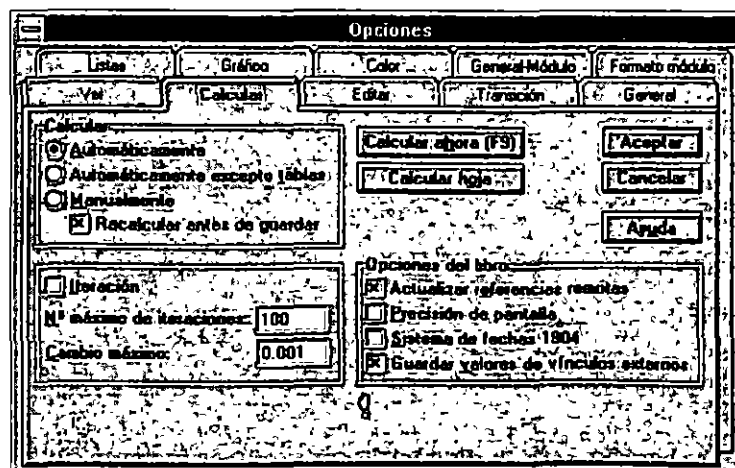 Opciones
Listas Gráfico Color General-Módulo Formato módulo
Ver Calcular Editar Transición General
Calcular
Automáticamente
Automáticamente excepto tablas
Manualmente
Recalcular antes de guardar
Calcular ahora (F9)
Calcular hoja
Aceptar
Cancelar
Ayuda
Iteración
Nº máximo de iteraciones: 100
Cambio máximo: 0.001
Opciones del libro
Actualizar referencias remotas
Precisión de pantalla
Sistema de fechas 1904
Guardar valores de vínculos externos